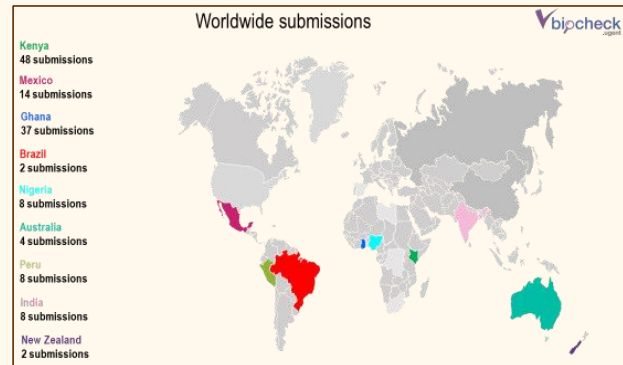 Worldwide submissions
biocheck
.agent
Kenya
48 submissions
Mexico
14 submissions
Ghana
37 submissions
Brazil
2 submissions
Nigeria
8 submissions
Australia
4 submissions
Peru
8 submissions
India
8 submissions
New Zealand
2 submissions